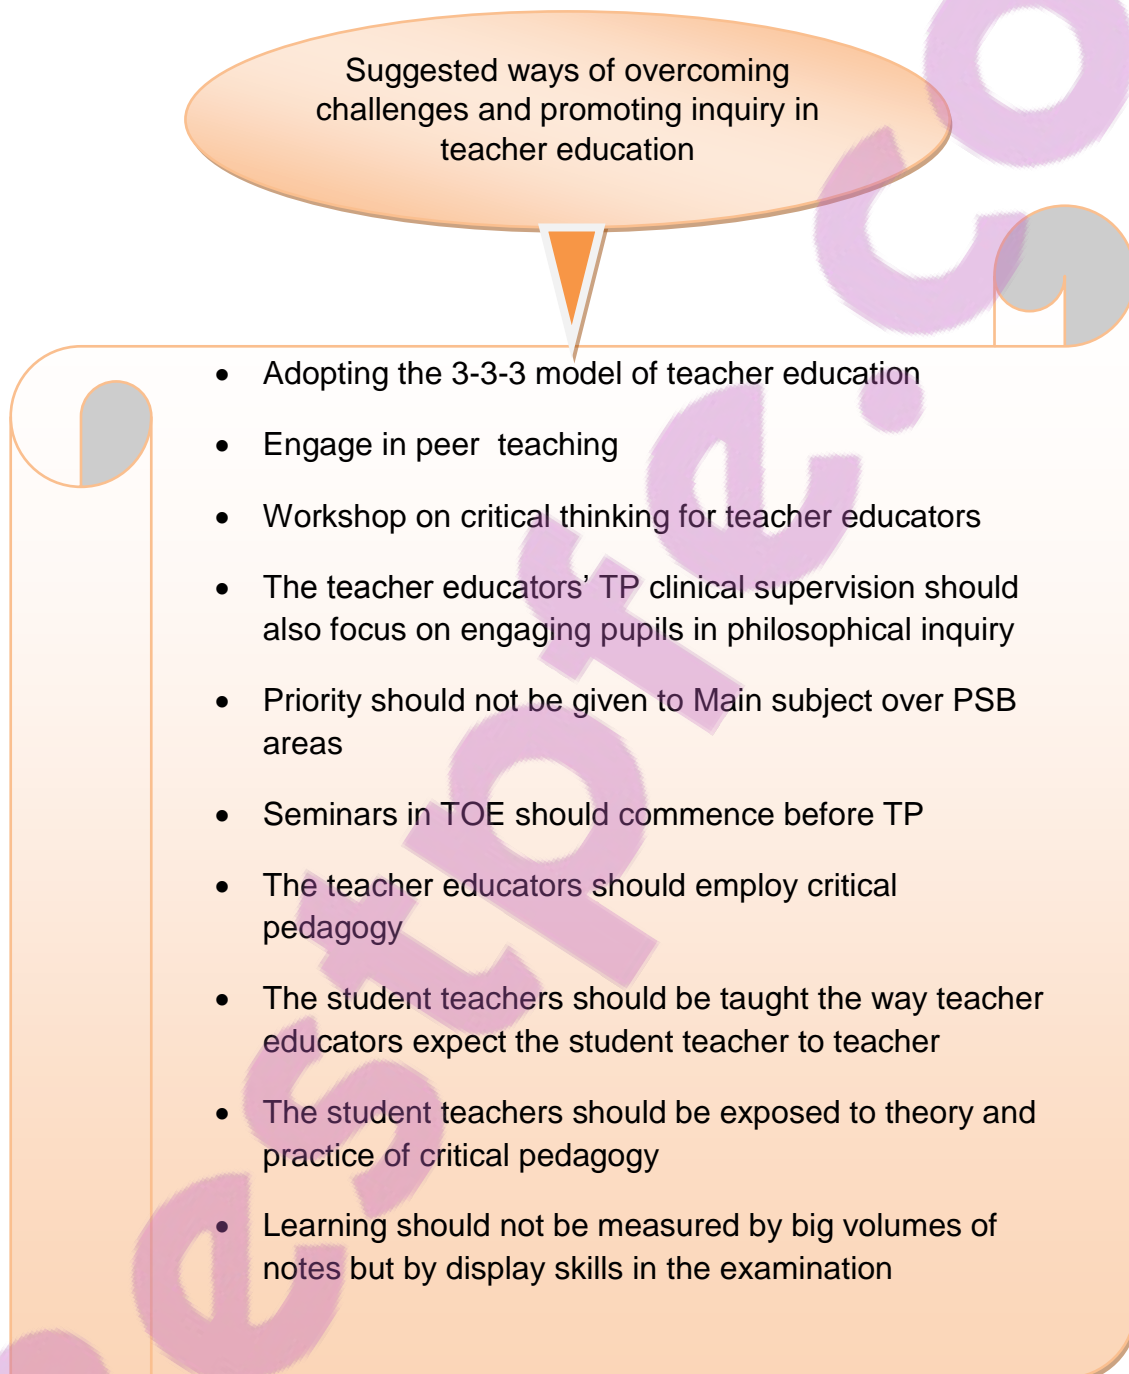 Suggested ways of overcoming
challenges and promoting inquiry in
teacher education
• Adopting the 3-3-3 model of teacher education
• Engage in peer teaching
• Workshop on critical thinking for teacher educators
• The teacher educators’ TP clinical supervision should
also focus on engaging pupils in philosophical inquiry
• Priority should not be given to Main subject over PSB
areas
• Seminars in TOE should commence before TP
• The teacher educators should employ critical
pedagogy
• The student teachers should be taught the way teacher
educators expect the student teacher to teacher
• The student teachers should be exposed to theory and
practice of critical pedagogy
• Learning should not be measured by big volumes of
notes but by display skills in the examination
estpfe.co